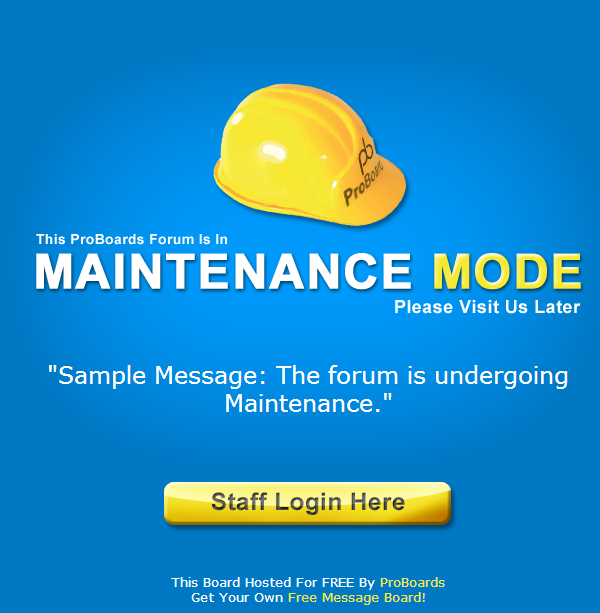 pb
ProBoards
This ProBoards Forum Is In
MAINTENANCE MODE
Please Visit Us Later
"Sample Message: The forum is undergoing
Maintenance."
Staff Login Here
This Board Hosted For FREE By ProBoards
Get Your Own Free Message Board!